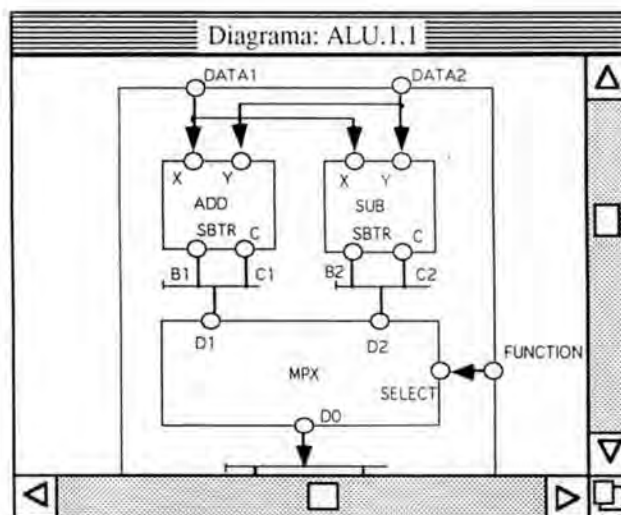 Diagrama: ALU.1.1
DATA1 DATA2
X Y X Y
ADD SUB
SBTR C SBTR C
B1 C1 B2 C2
D1 D2
FUNCTION
MPX
SELECT
D0